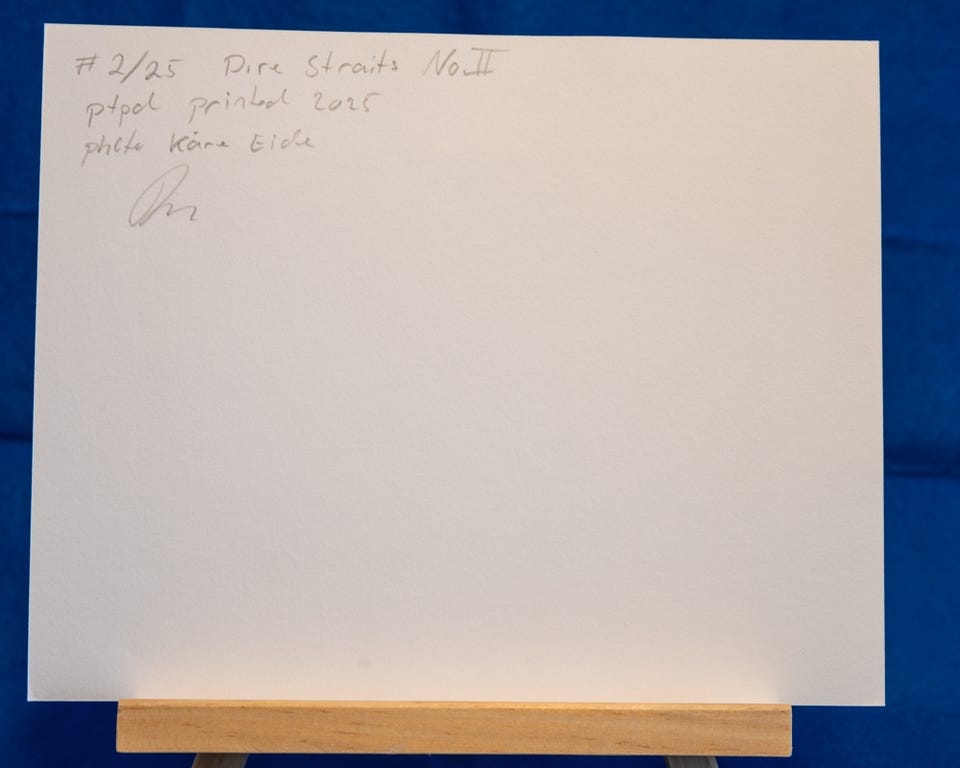 # 2/25 Dire Straits No. II
ptpd printed 2025
photo Kåre Eide